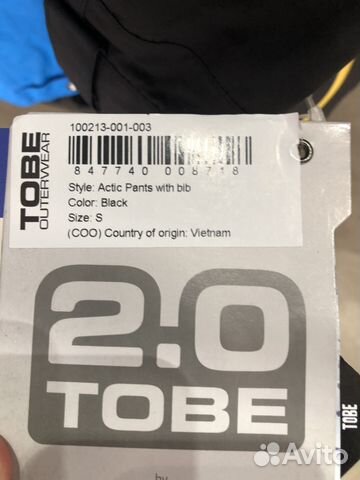 TOBE
OUTERWEAR
100213-001-003
847740 008718
Style: Actic Pants with bib
Color: Black
Size: S
(COO) Country of origin: Vietnam
2.0
TOBE
by
TOBE
Avito